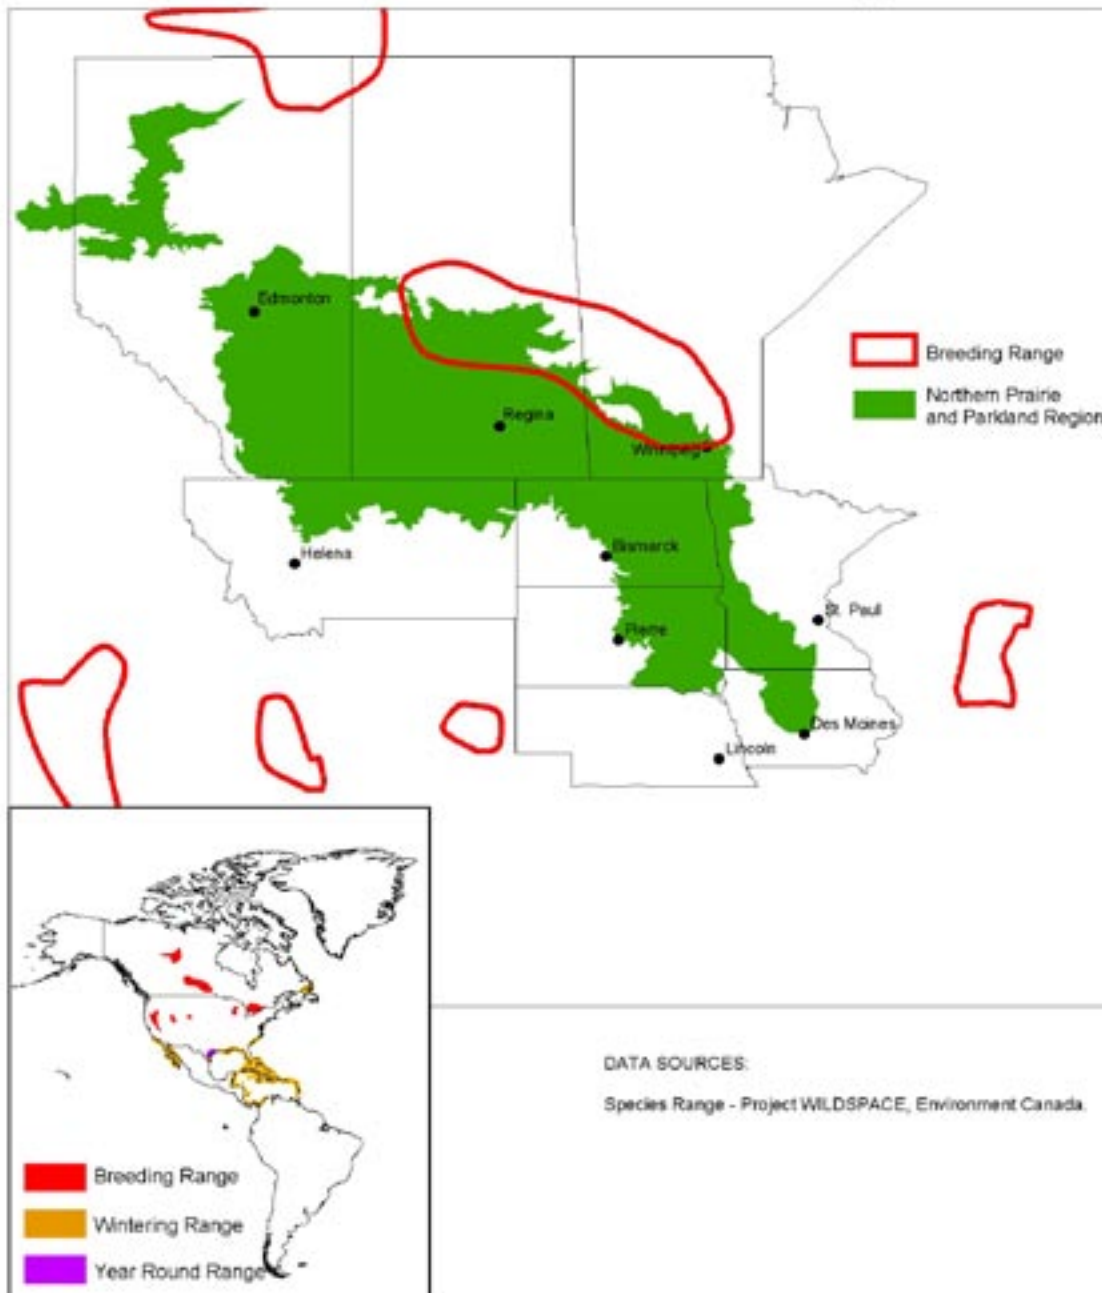 Edmonton
Breeding Range
Northern Prairie
and Parkland Region
Regina
Winnipeg
Helena
Bismarck
St. Paul
Pierre
Des Moines
Lincoln
DATA SOURCES:
Species Range - Project WILDSPACE, Environment Canada.
Breeding Range
Wintering Range
Year Round Range